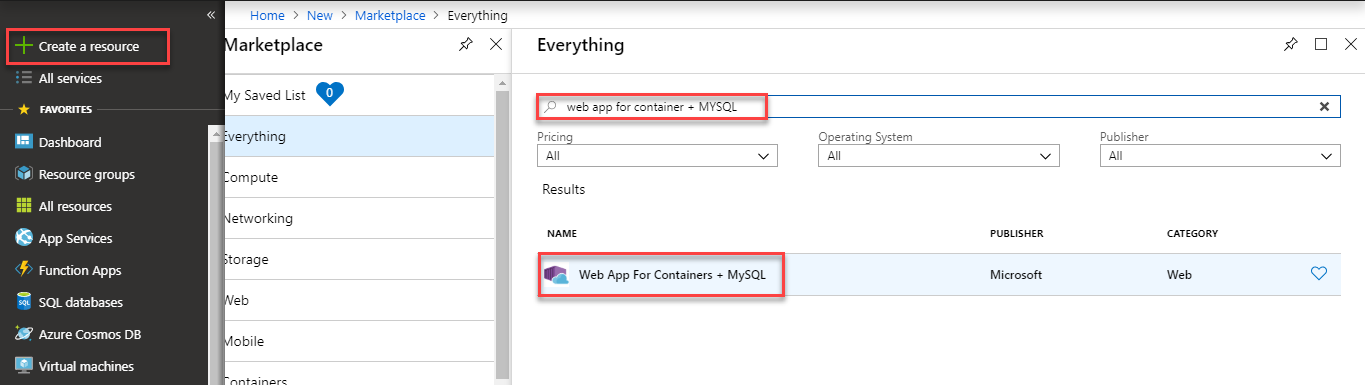 «
Create a resource
All services
FAVORITES
Dashboard
Resource groups
All resources
App Services
Function Apps
SQL databases
Azure Cosmos DB
Virtual machines
Home > New > Marketplace > Everything
Marketplace
My Saved List 0
Everything
Compute
Networking
Storage
Web
Mobile
Containers
Everything
web app for container + MYSQL
Pricing Operating System Publisher
All All All
Results
NAME PUBLISHER CATEGORY
Web App For Containers + MySQL Microsoft Web